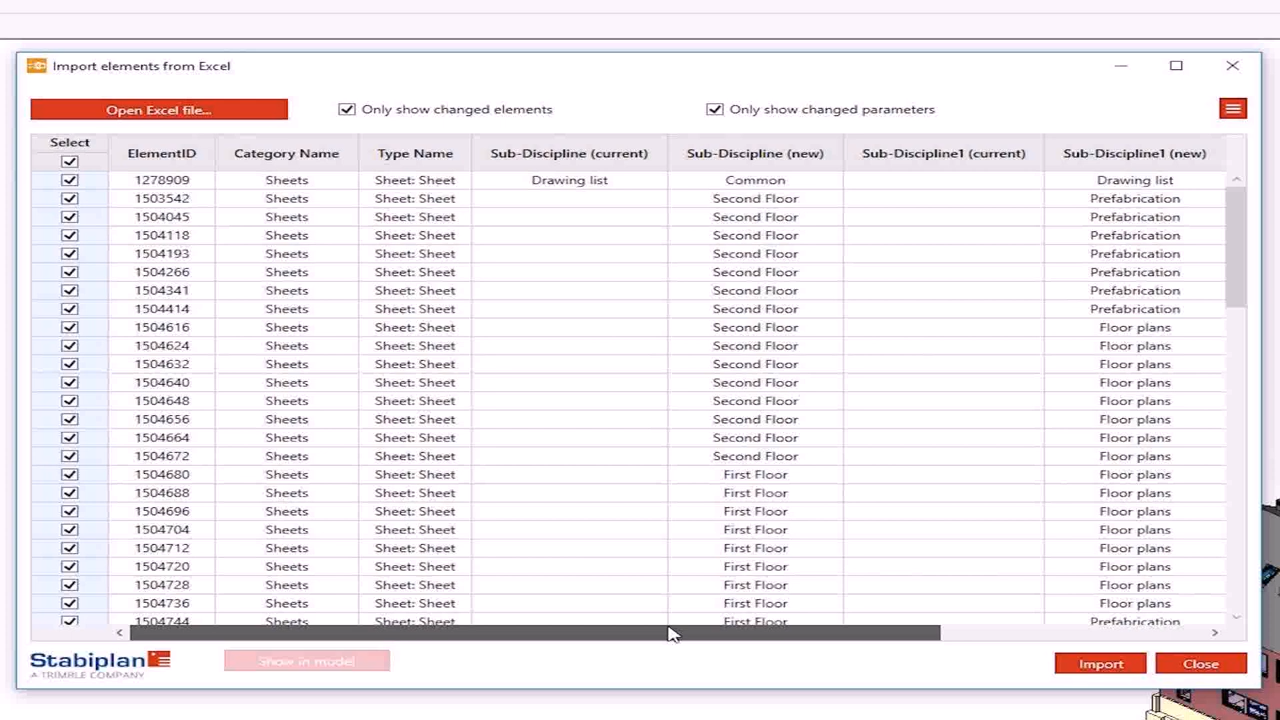 Import elements from Excel
Open Excel file...
Only show changed elements
Only show changed parameters
Select ElementID Category Name Type Name Sub-Discipline (current) Sub-Discipline (new) Sub-Discipline1 (current) Sub-Discipline1 (new)
1278909 Sheets Sheet: Sheet Drawing list Common Drawing list
1503542 Sheets Sheet: Sheet Second Floor Prefabrication
1504045 Sheets Sheet: Sheet Second Floor Prefabrication
1504118 Sheets Sheet: Sheet Second Floor Prefabrication
1504193 Sheets Sheet: Sheet Second Floor Prefabrication
1504266 Sheets Sheet: Sheet Second Floor Prefabrication
1504341 Sheets Sheet: Sheet Second Floor Prefabrication
1504414 Sheets Sheet: Sheet Second Floor Prefabrication
1504616 Sheets Sheet: Sheet Second Floor Floor plans
1504624 Sheets Sheet: Sheet Second Floor Floor plans
1504632 Sheets Sheet: Sheet Second Floor Floor plans
1504640 Sheets Sheet: Sheet Second Floor Floor plans
1504648 Sheets Sheet: Sheet Second Floor Floor plans
1504656 Sheets Sheet: Sheet Second Floor Floor plans
1504664 Sheets Sheet: Sheet Second Floor Floor plans
1504672 Sheets Sheet: Sheet Second Floor Floor plans
1504680 Sheets Sheet: Sheet First Floor Floor plans
1504688 Sheets Sheet: Sheet First Floor Floor plans
1504696 Sheets Sheet: Sheet First Floor Floor plans
1504704 Sheets Sheet: Sheet First Floor Floor plans
1504712 Sheets Sheet: Sheet First Floor Floor plans
1504720 Sheets Sheet: Sheet First Floor Floor plans
1504728 Sheets Sheet: Sheet First Floor Floor plans
1504736 Sheets Sheet: Sheet First Floor Floor plans
1504744 Sheets Sheet: Sheet First Floor Prefabrication
Stabiplan
A TRIMBLE COMPANY
Show in model
Import
Close